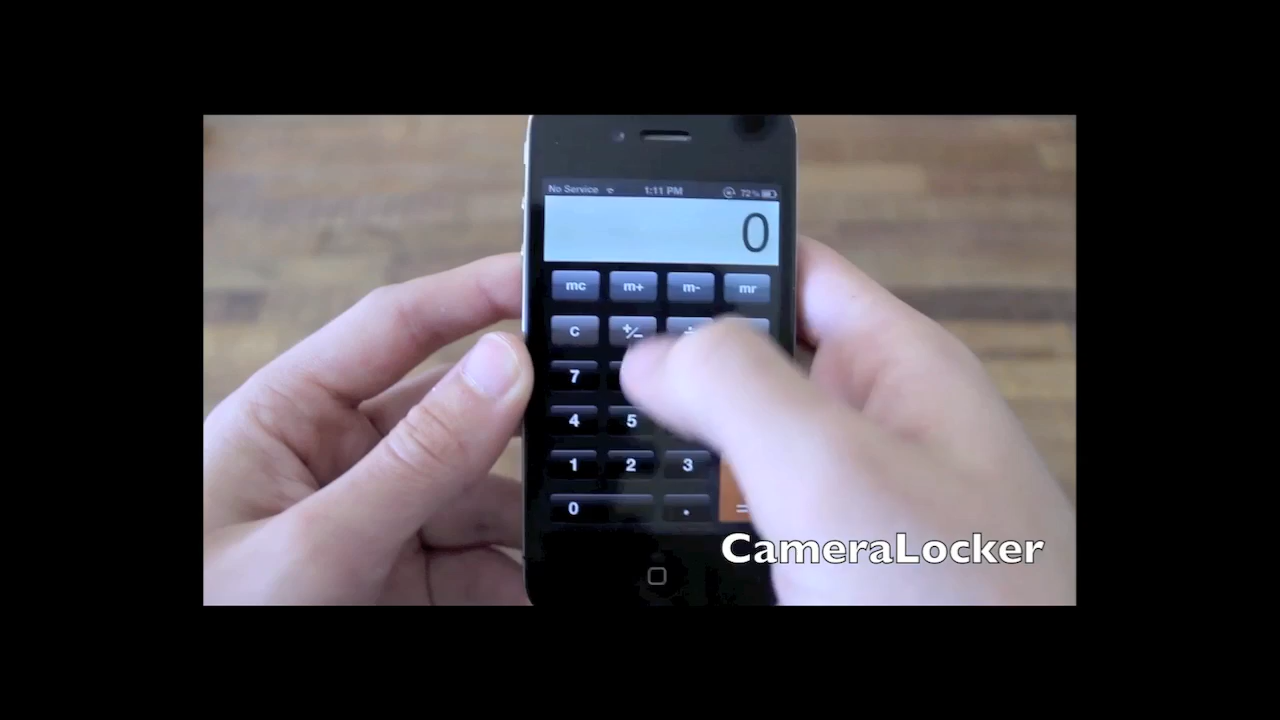 No Service 1:11 PM 72%
0
mc m+ m- mr
C +/- ÷
7
4 5
1 2 3
0 . =
CameraLocker